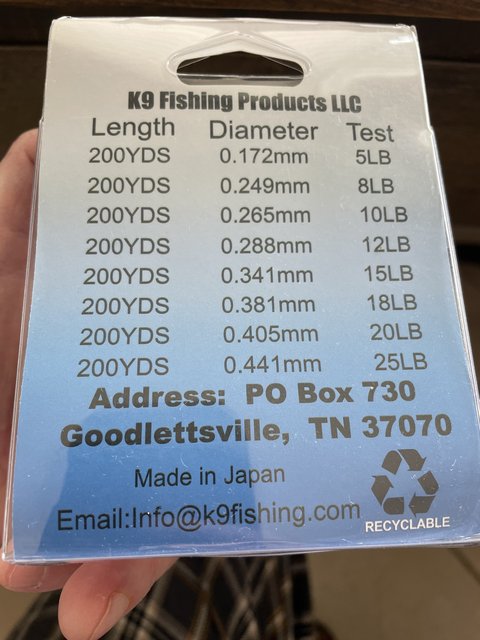 K9 Fishing Products LLC
Length Diameter Test
200YDS 0.172mm 5LB
200YDS 0.249mm 8LB
200YDS 0.265mm 10LB
200YDS 0.288mm 12LB
200YDS 0.341mm 15LB
200YDS 0.381mm 18LB
200YDS 0.405mm 20LB
200YDS 0.441mm 25LB
Address: PO Box 730
Goodlettsville, TN 37070
Made in Japan
Email:Info@k9fishing.com
RECYCLABLE